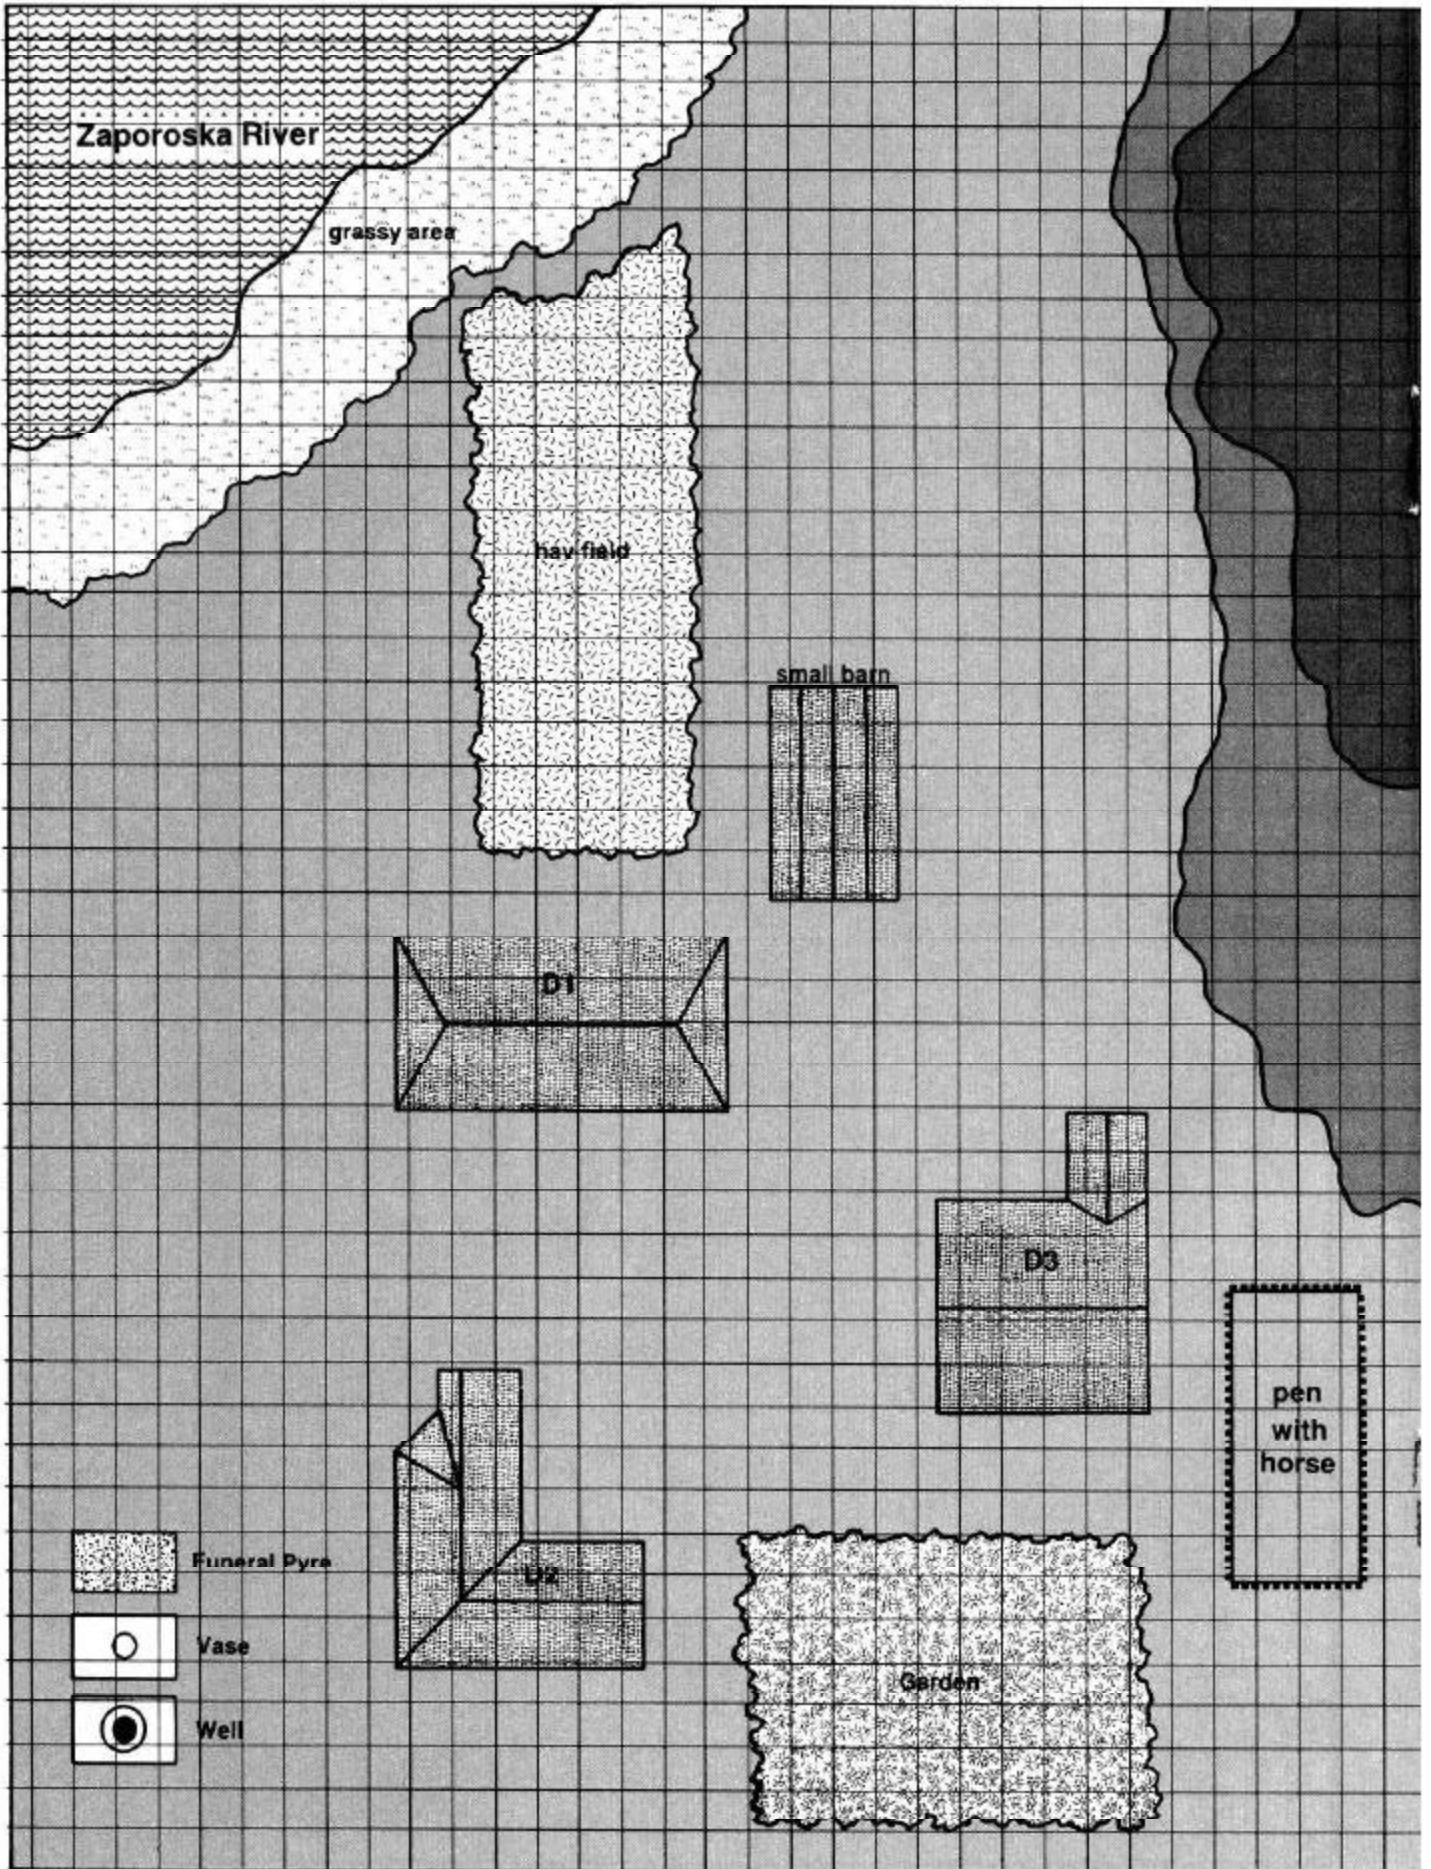 Zaporoska River
grassy area
hay field
small barn
D1
D3
pen
with
horse
D2
Funeral Pyre
Vase
Garden
Well